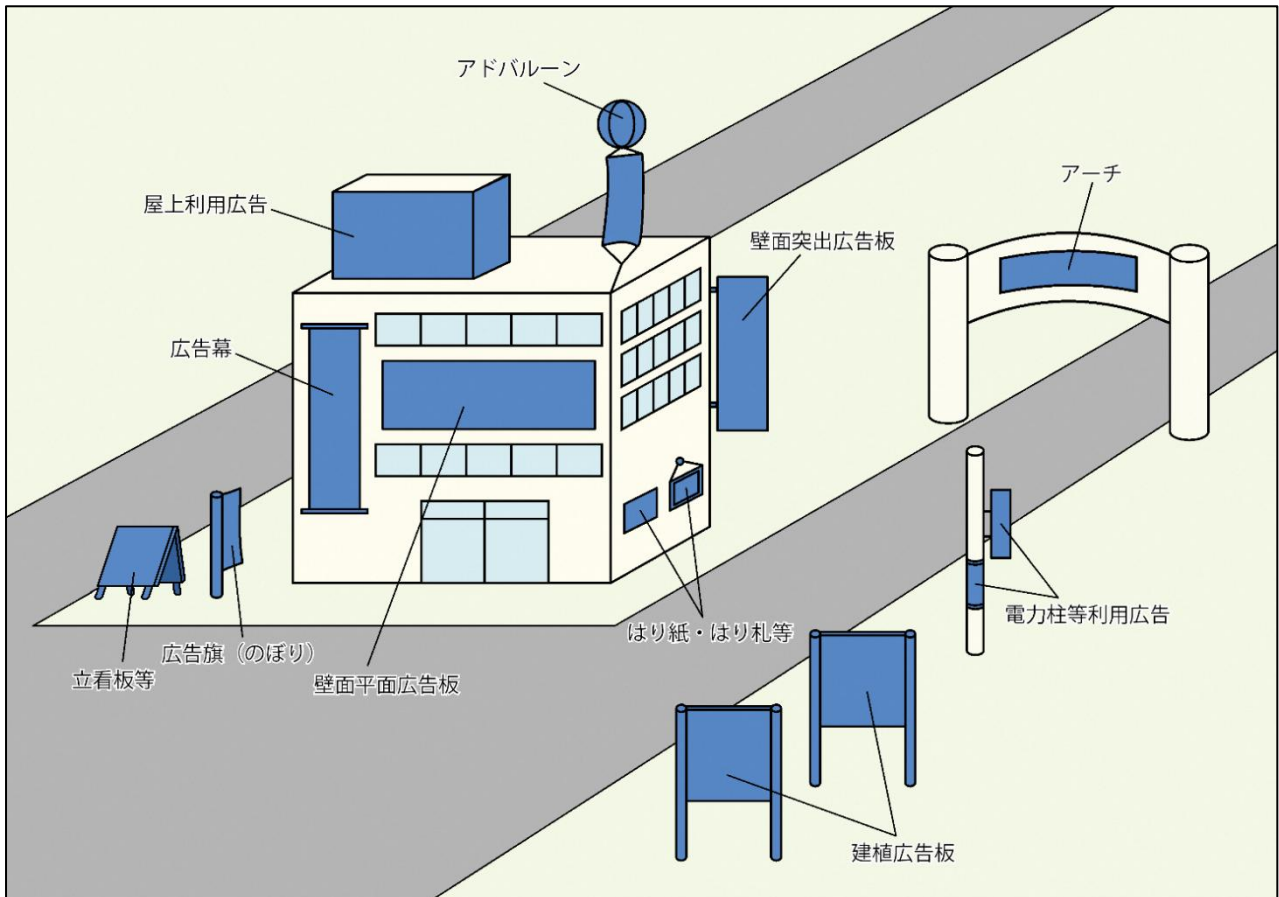 アドバルーン
屋上利用広告
アーチ
壁面突出広告板
広告幕
はり紙・はり札等
電力柱等利用広告
広告旗（のぼり）
立看板等
壁面平面広告板
建植広告板